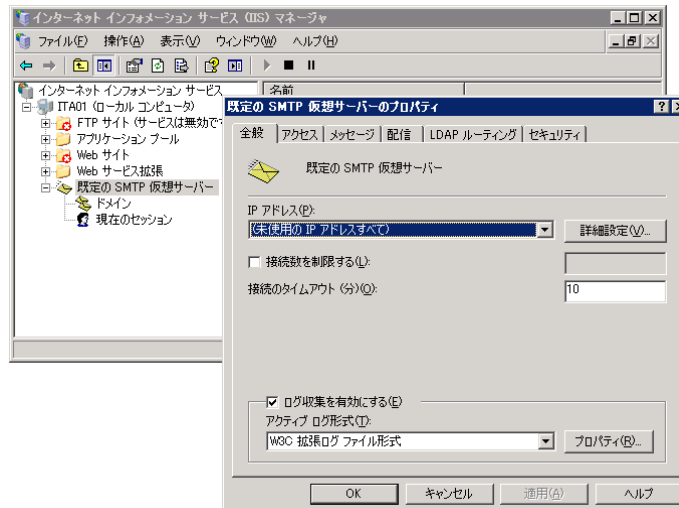 インターネット インフォメーション サービス (IIS) マネージャ
ファイル(F) 操作(A) 表示(V) ウィンドウ(W) ヘルプ(H)
インターネット インフォメーション サービス
名前
ITA01 (ローカル コンピュータ)
FTP サイト (サービスは無効で
アプリケーション プール
Web サイト
Web サービス拡張
既定の SMTP 仮想サーバー
ドメイン
現在のセッション
既定の SMTP 仮想サーバーのプロパティ
全般 アクセス メッセージ 配信 LDAP ルーティング セキュリティ
既定の SMTP 仮想サーバー
IP アドレス(P):
(未使用の IP アドレスすべて)
詳細設定(V)...
接続数を制限する(L):
接続のタイムアウト (分)(O):
10
ログ収集を有効にする(E)
アクティブ ログ形式(T):
W3C 拡張ログ ファイル形式
プロパティ(R)...
OK キャンセル 適用(A) ヘルプ